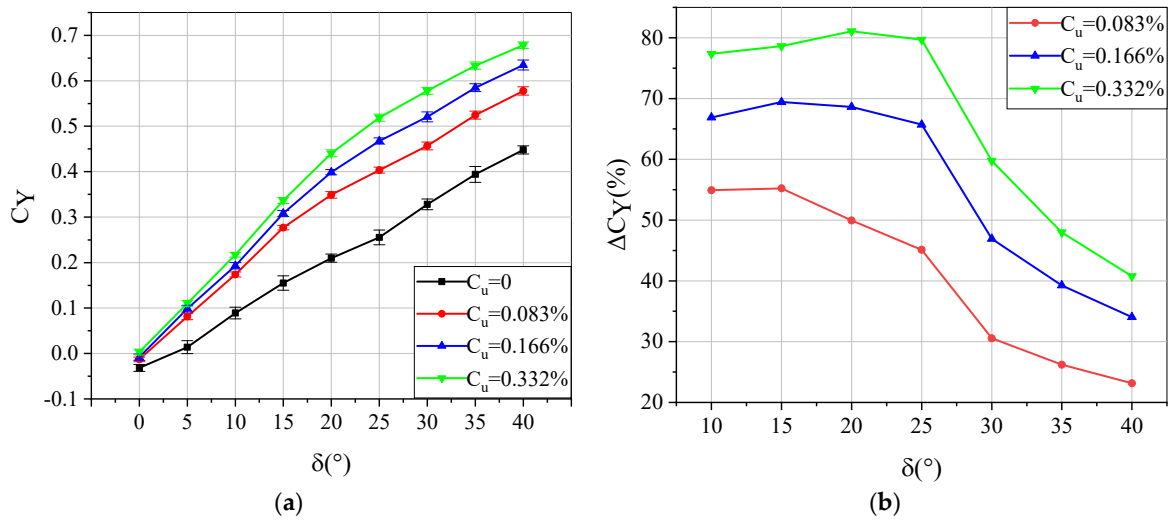 0.7
0.6
0.5
0.4
0.3
0.2
0.1
0.0
-0.1
C_Y
C_u=0
C_u=0.083%
C_u=0.166%
C_u=0.332%
0 5 10 15 20 25 30 35 40
δ(°)
(a)
80
70
60
50
40
30
20
ΔC_Y(%)
C_u=0.083%
C_u=0.166%
C_u=0.332%
10 15 20 25 30 35 40
δ(°)
(b)